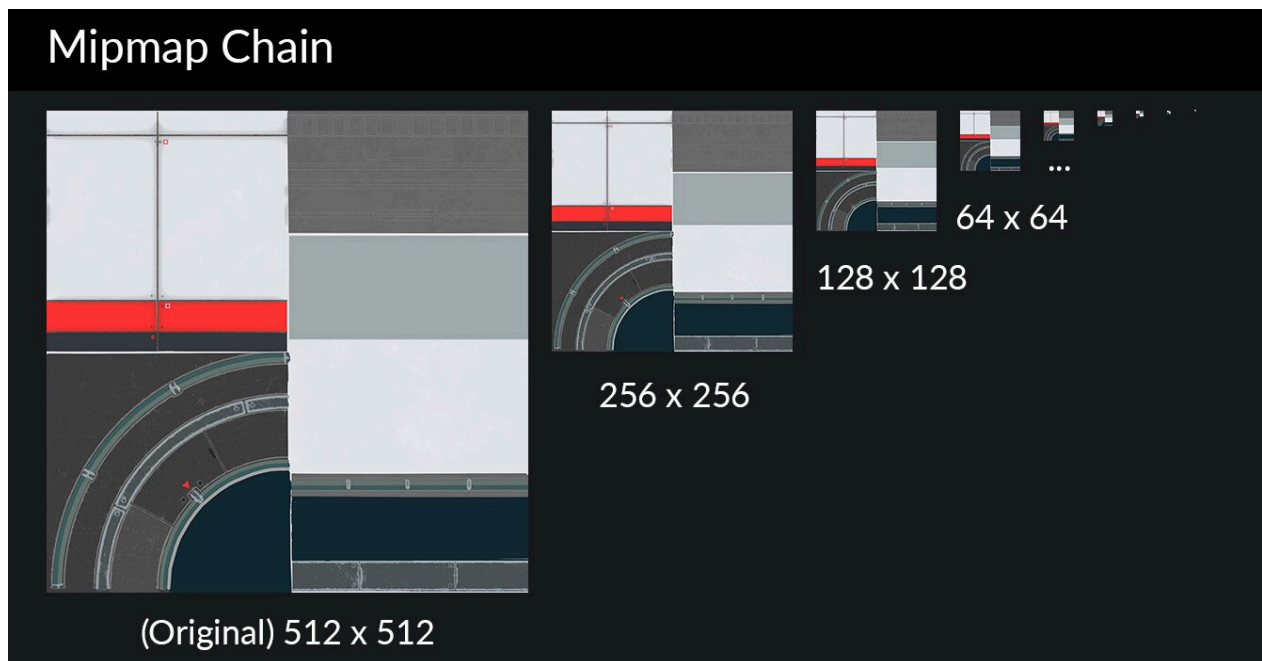 Mipmap Chain
(Original) 512 x 512
256 x 256
128 x 128
64 x 64
...